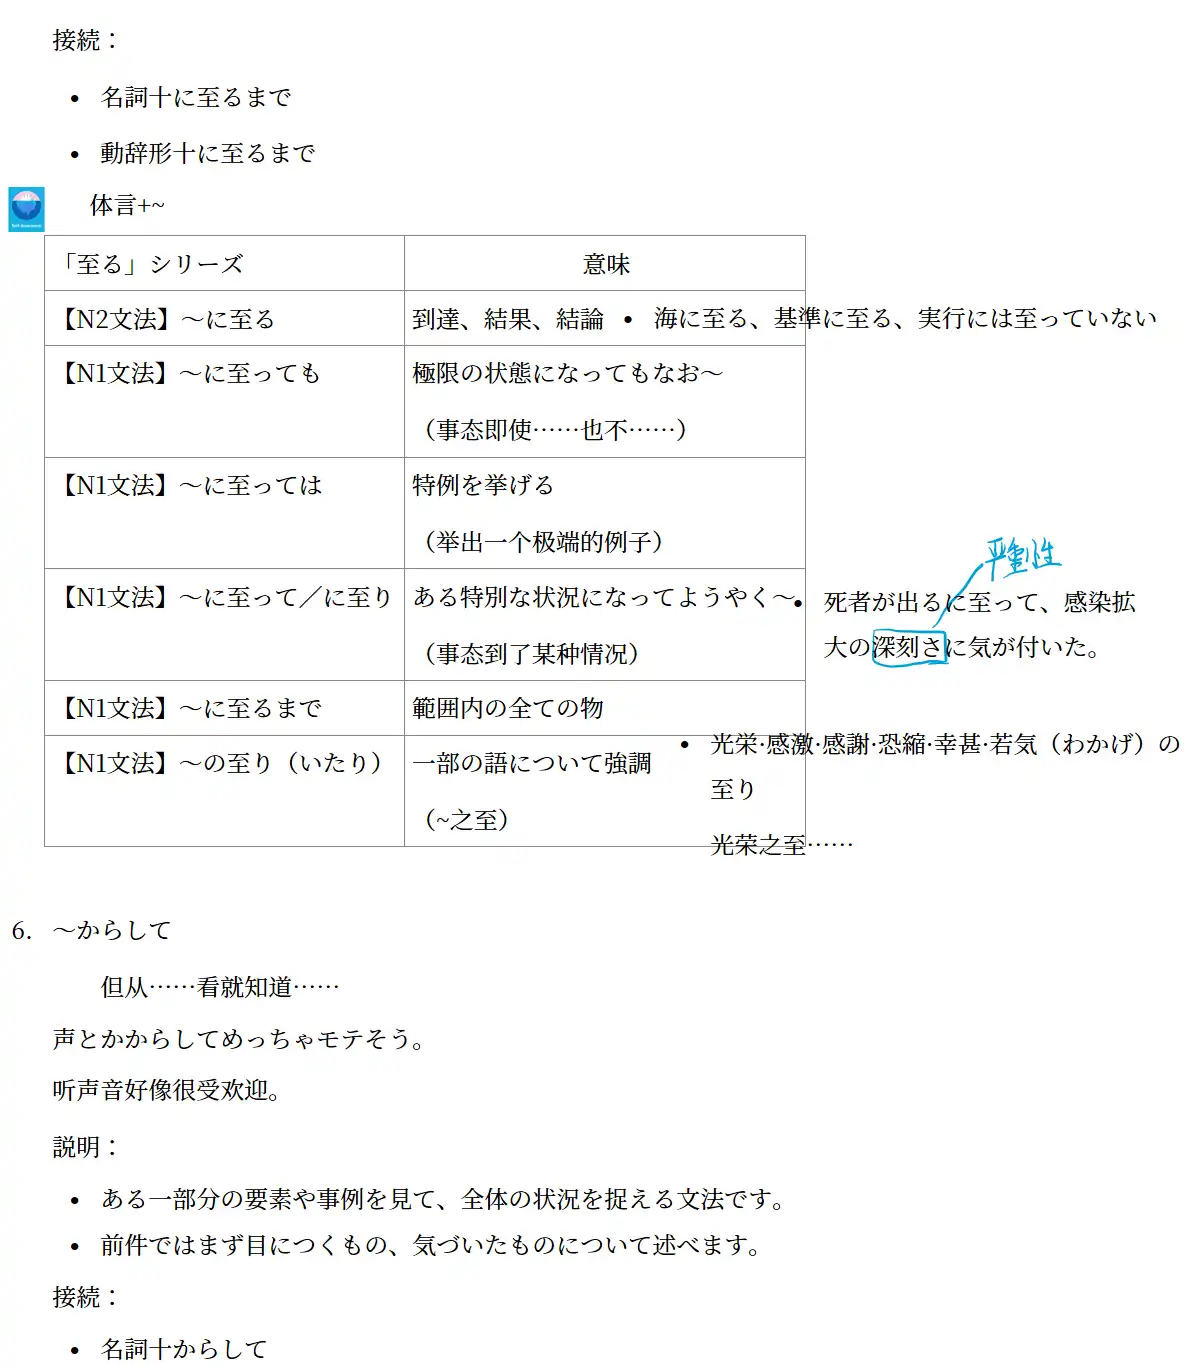 接続：
• 名詞十に至るまで
• 動辞形十に至るまで
体言+~
「至る」シリーズ 意味
【N2文法】～に至る 到達、結果、結論 • 海に至る、基準に至る、実行には至っていない
【N1文法】～に至っても 極限の状態になってもなお～
（事态即使……也不……）
【N1文法】～に至っては 特例を挙げる
（举出一个极端的例子）
严重性
【N1文法】～に至って／に至り ある特別な状況になってようやく～ • 死者が出るに至って、感染拡
大の深刻さに気が付いた。
（事态到了某种情况）
【N1文法】～に至るまで 範囲内の全ての物
• 光栄·感激·感謝·恐縮·幸甚·若気（わかげ）の
【N1文法】～の至り（いたり） 一部の語について強調
至り
（~之至）
光荣之至……
6. ～からして
但从……看就知道……
声とかからしてめっちゃモテそう。
听声音好像很受欢迎。
説明：
• ある一部分の要素や事例を見て、全体の状況を捉える文法です。
• 前件ではまず目につくもの、気づいたものについて述べます。
接続：
• 名詞十からして